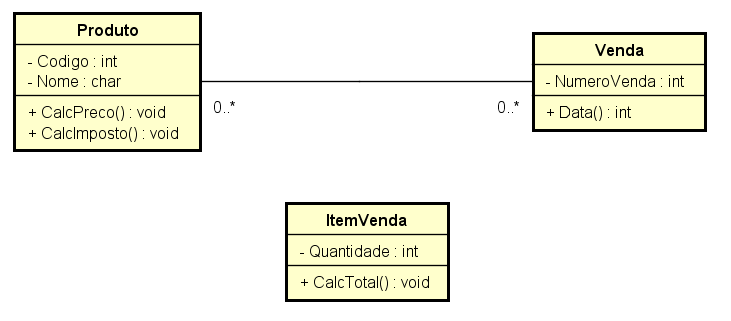 Produto
- Codigo : int
- Nome : char
+ CalcPreco() : void
+ CalcImposto() : void
0..*
0..*
Venda
- NumeroVenda : int
+ Data() : int
ItemVenda
- Quantidade : int
+ CalcTotal() : void